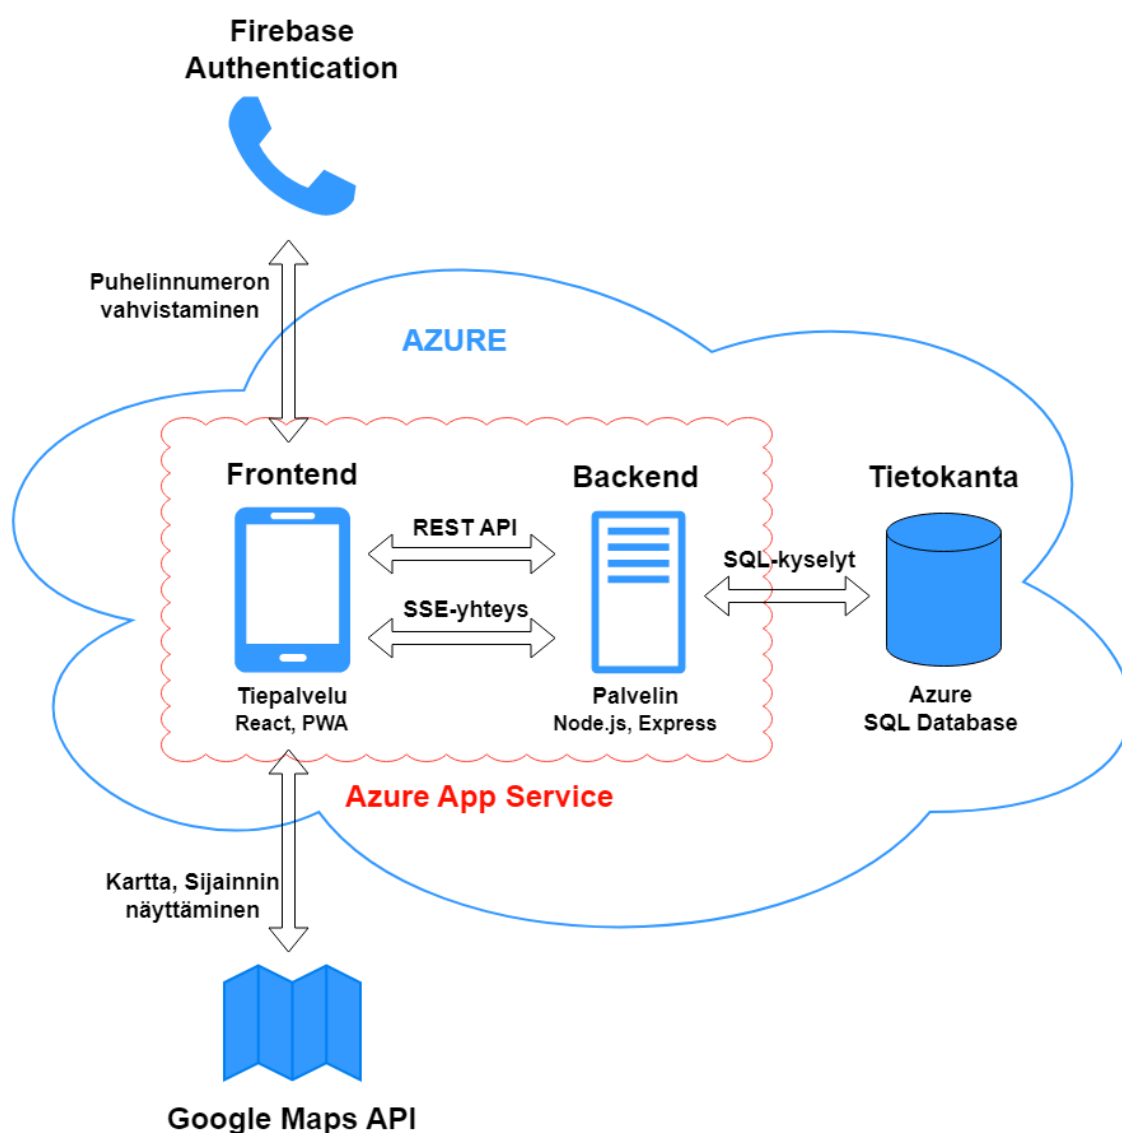 Firebase
Authentication
Puhelinnumeron
vahvistaminen
AZURE
Frontend
Backend
Tietokanta
REST API
SSE-yhteys
SQL-kyselyt
Tiepalvelu
React, PWA
Palvelin
Node.js, Express
Azure
SQL Database
Azure App Service
Kartta, Sijainnin
näyttäminen
Google Maps API